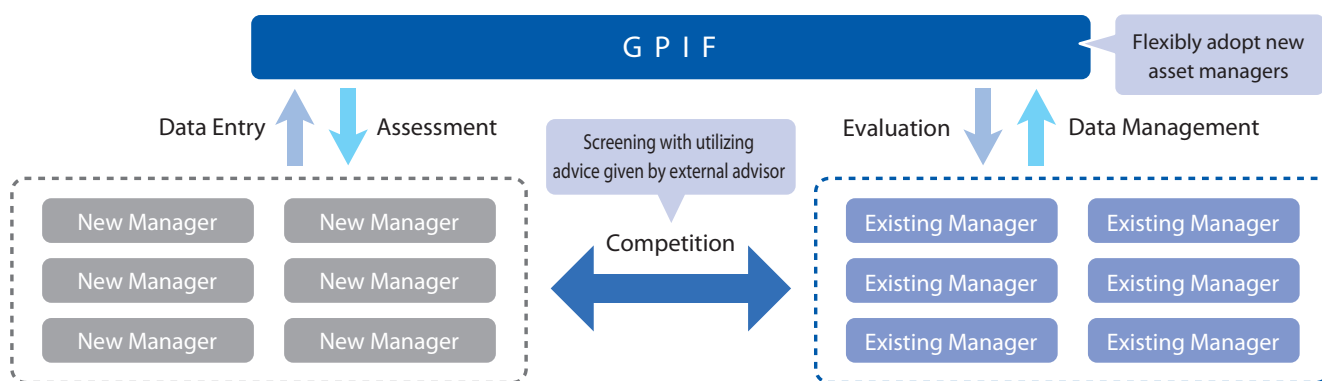 GPIF
Flexibly adopt new
asset managers
Data Entry
Assessment
Screening with utilizing
advice given by external advisor
Evaluation
Data Management
Competition
New Manager
New Manager
Existing Manager
Existing Manager
New Manager
New Manager
Existing Manager
Existing Manager
New Manager
New Manager
Existing Manager
Existing Manager